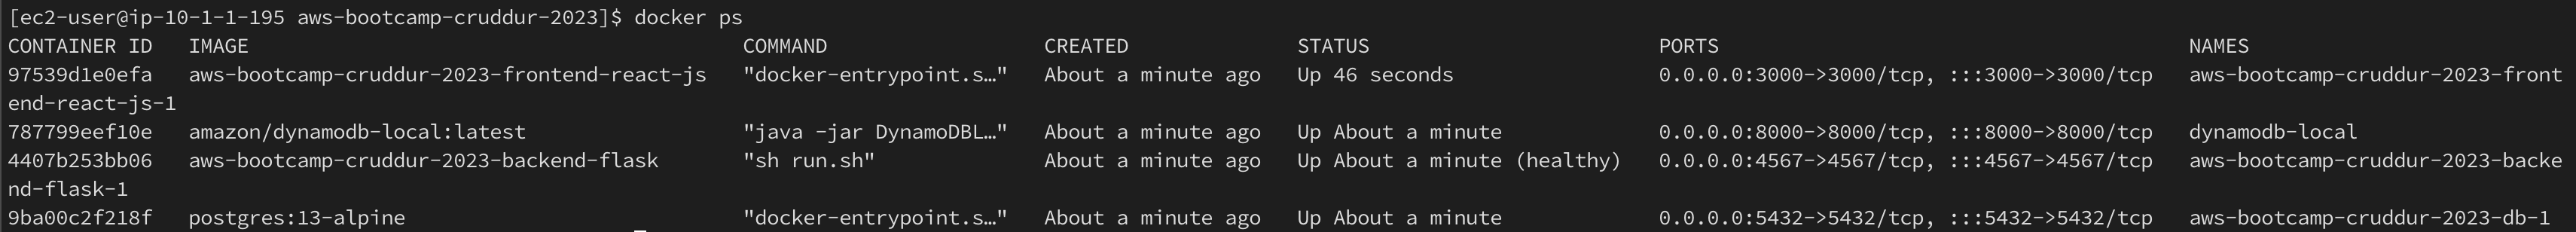 [ec2-user@ip-10-1-1-195 aws-bootcamp-cruddur-2023]$ docker ps
CONTAINER ID   IMAGE                                         COMMAND                  CREATED              STATUS                        PORTS                                       NAMES
97539d1e0efa   aws-bootcamp-cruddur-2023-frontend-react-js   "docker-entrypoint.s…"   About a minute ago   Up 46 seconds                 0.0.0.0:3000->3000/tcp, :::3000->3000/tcp   aws-bootcamp-cruddur-2023-front
end-react-js-1
787799eef10e   amazon/dynamodb-local:latest                  "java -jar DynamoDBL…"   About a minute ago   Up About a minute             0.0.0.0:8000->8000/tcp, :::8000->8000/tcp   dynamodb-local
4407b253bb06   aws-bootcamp-cruddur-2023-backend-flask       "sh run.sh"              About a minute ago   Up About a minute (healthy)   0.0.0.0:4567->4567/tcp, :::4567->4567/tcp   aws-bootcamp-cruddur-2023-backe
nd-flask-1
9ba00c2f218f   postgres:13-alpine                            "docker-entrypoint.s…"   About a minute ago   Up About a minute             0.0.0.0:5432->5432/tcp, :::5432->5432/tcp   aws-bootcamp-cruddur-2023-db-1